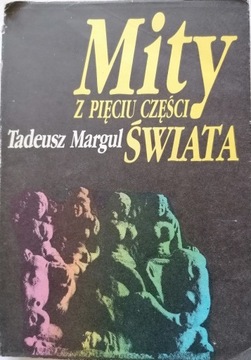 Mity
Z PIĘCIU CZĘŚCI
Tadeusz Margul ŚWIATA